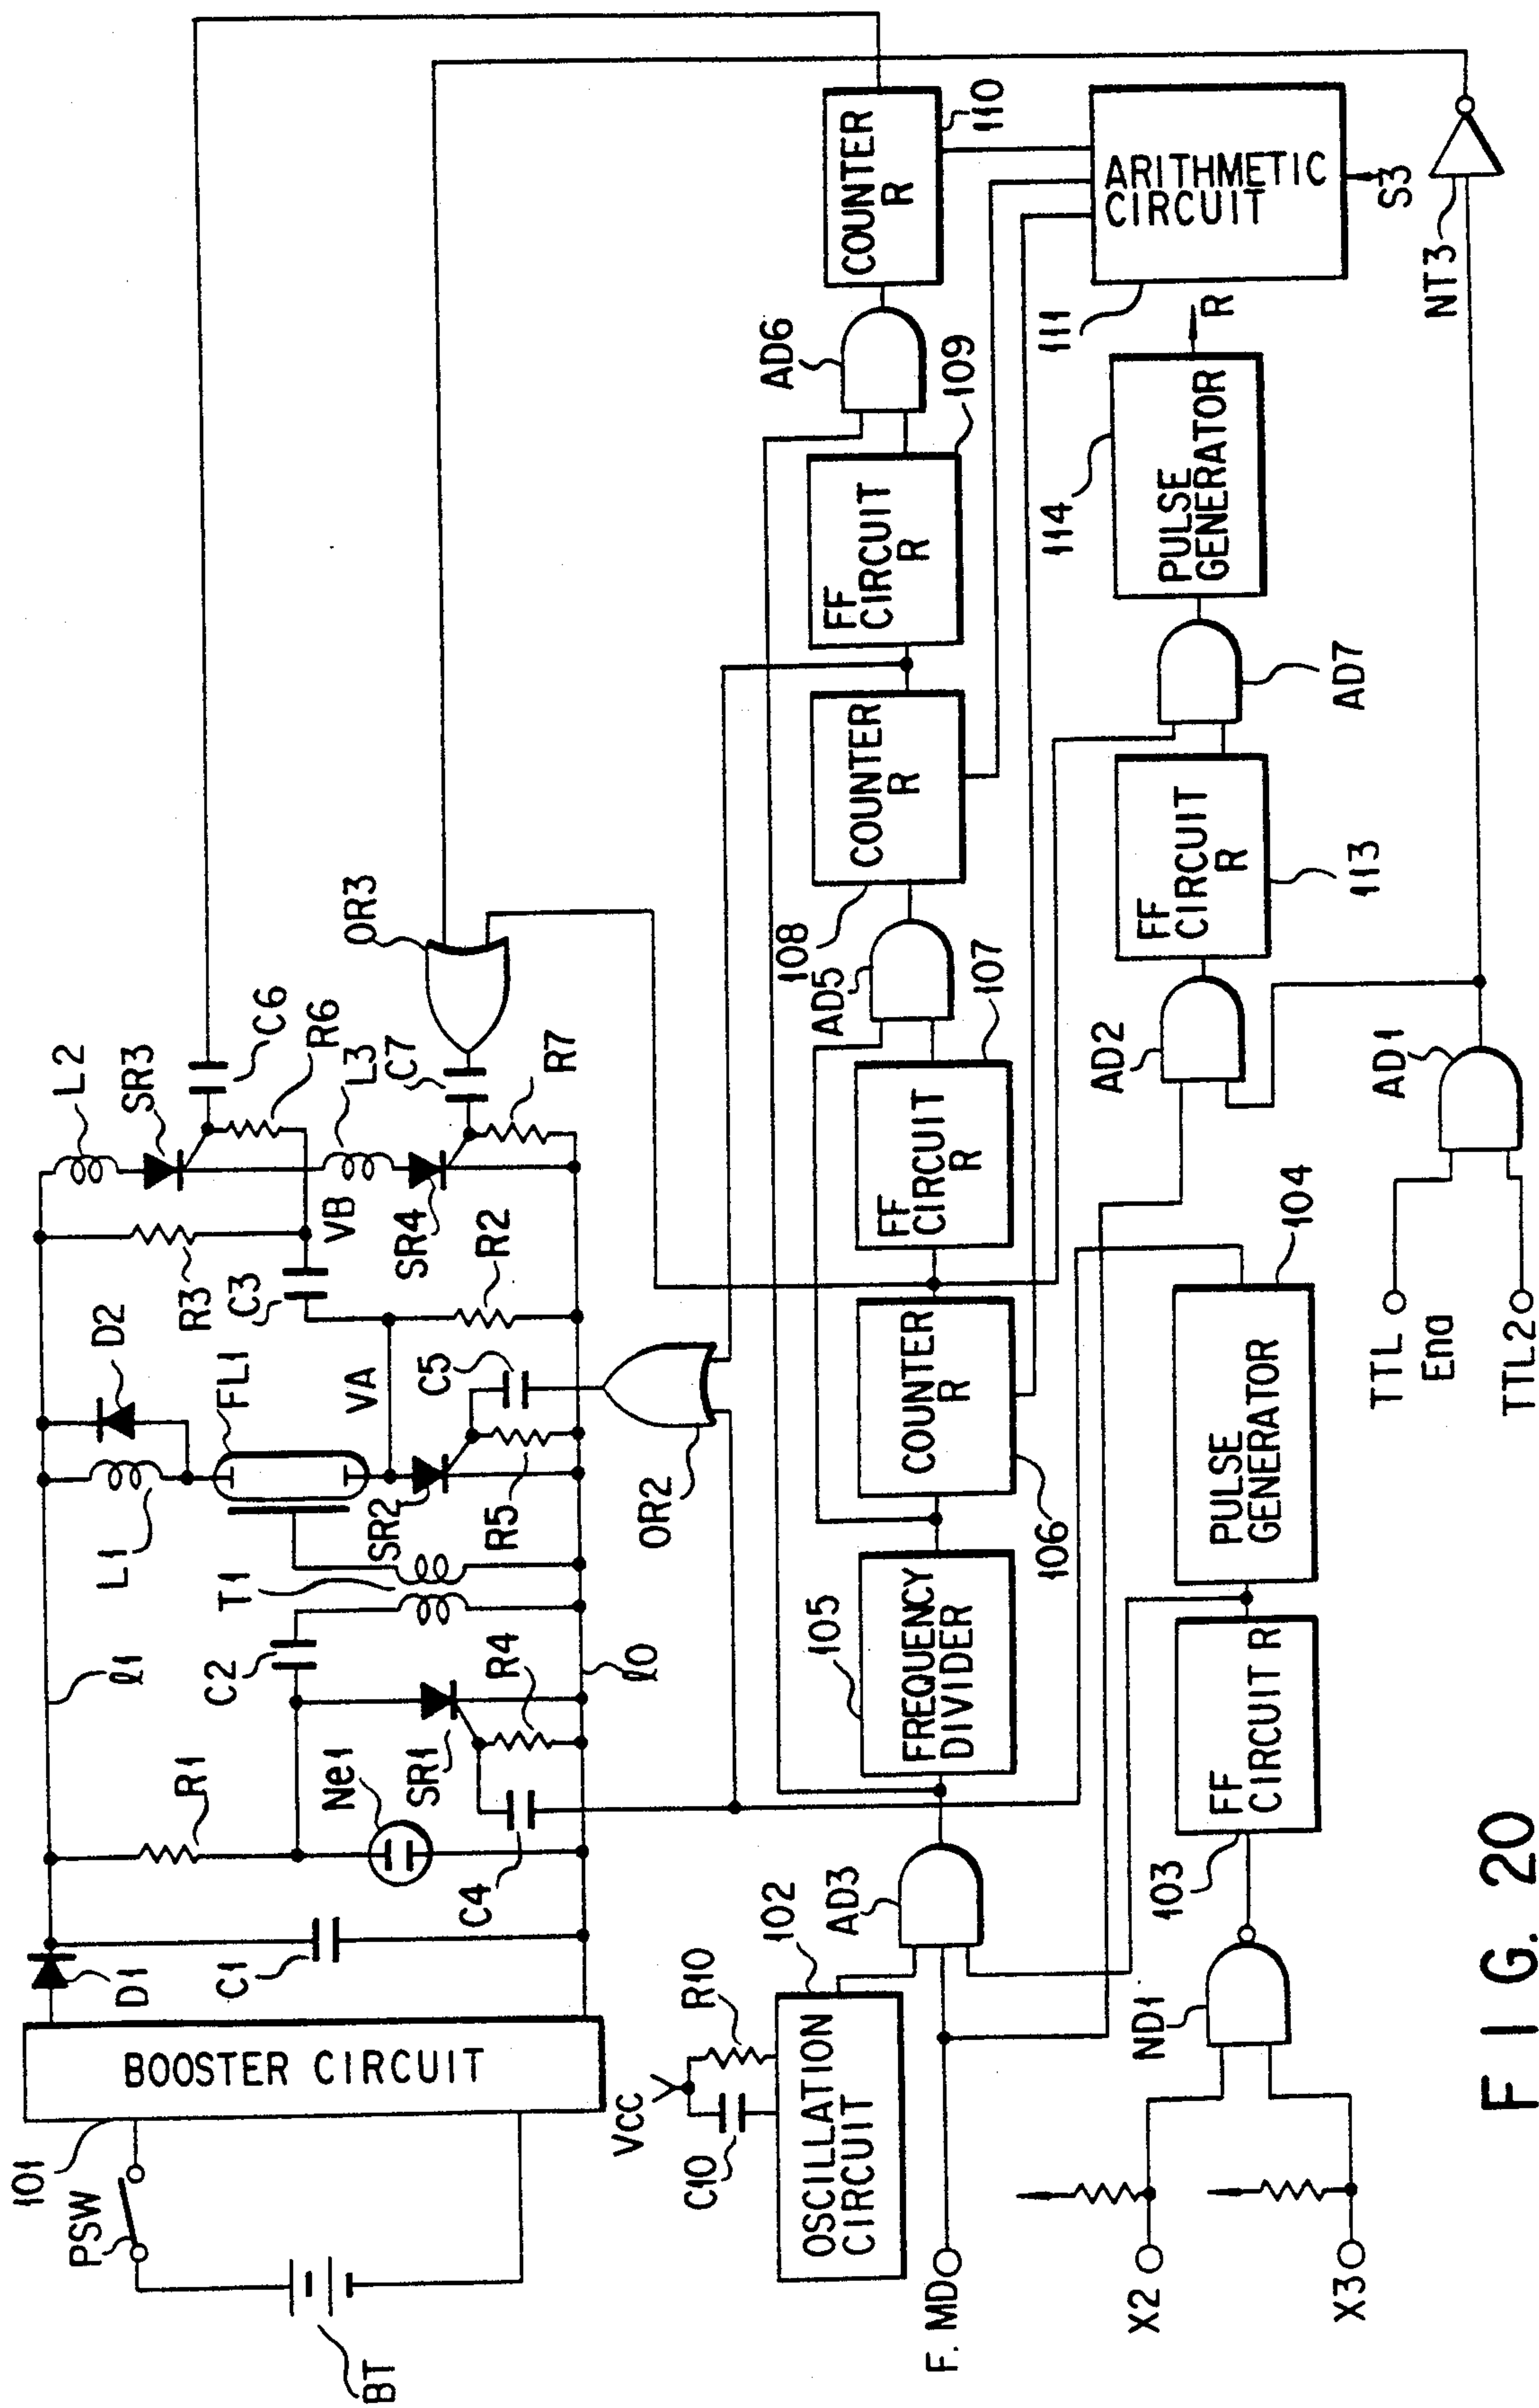 101
PSW
BT
BOOSTER CIRCUIT
D1
C1
R1
Ne1
C4
SR1
R4
C2
ℓ1
ℓ0
T1
L1
SR2
R5
FL1
D2
VA
C5
R3
C3
VB
R2
SR4
L2
SR3
C6
R6
L3
C7
R7
OR3
OR2
VCC
C10
R10
102
OSCILLATION
CIRCUIT
AD3
F. MD
105
FREQUENCY
DIVIDER
COUNTER
R
106
FF
CIRCUIT
R
107
AD5
108
COUNTER
R
FF
CIRCUIT
R
109
AD6
COUNTER
R
110
ARITHMETIC
CIRCUIT
111
S3
X2
X3
ND1
103
FF
CIRCUIT R
PULSE
GENERATOR
104
AD2
FF
CIRCUIT
R
113
AD7
114
PULSE
GENERATOR
R
TTL
Ena
TTL2
AD1
NT3
FIG. 20